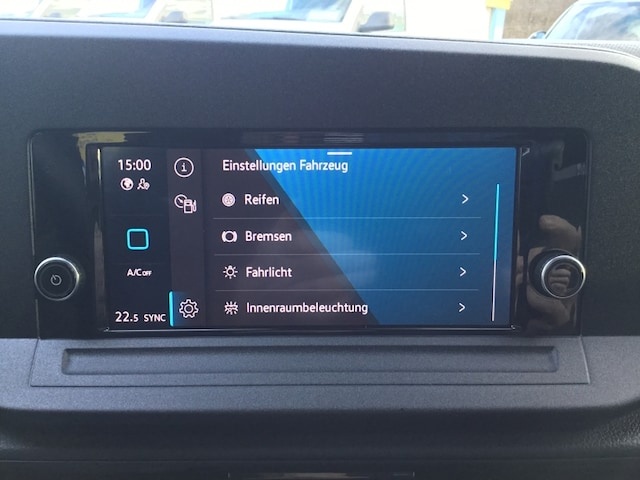 15:00
Einstellungen Fahrzeug
Reifen
Bremsen
A/C OFF
Fahrlicht
22.5 SYNC
Innenraumbeleuchtung